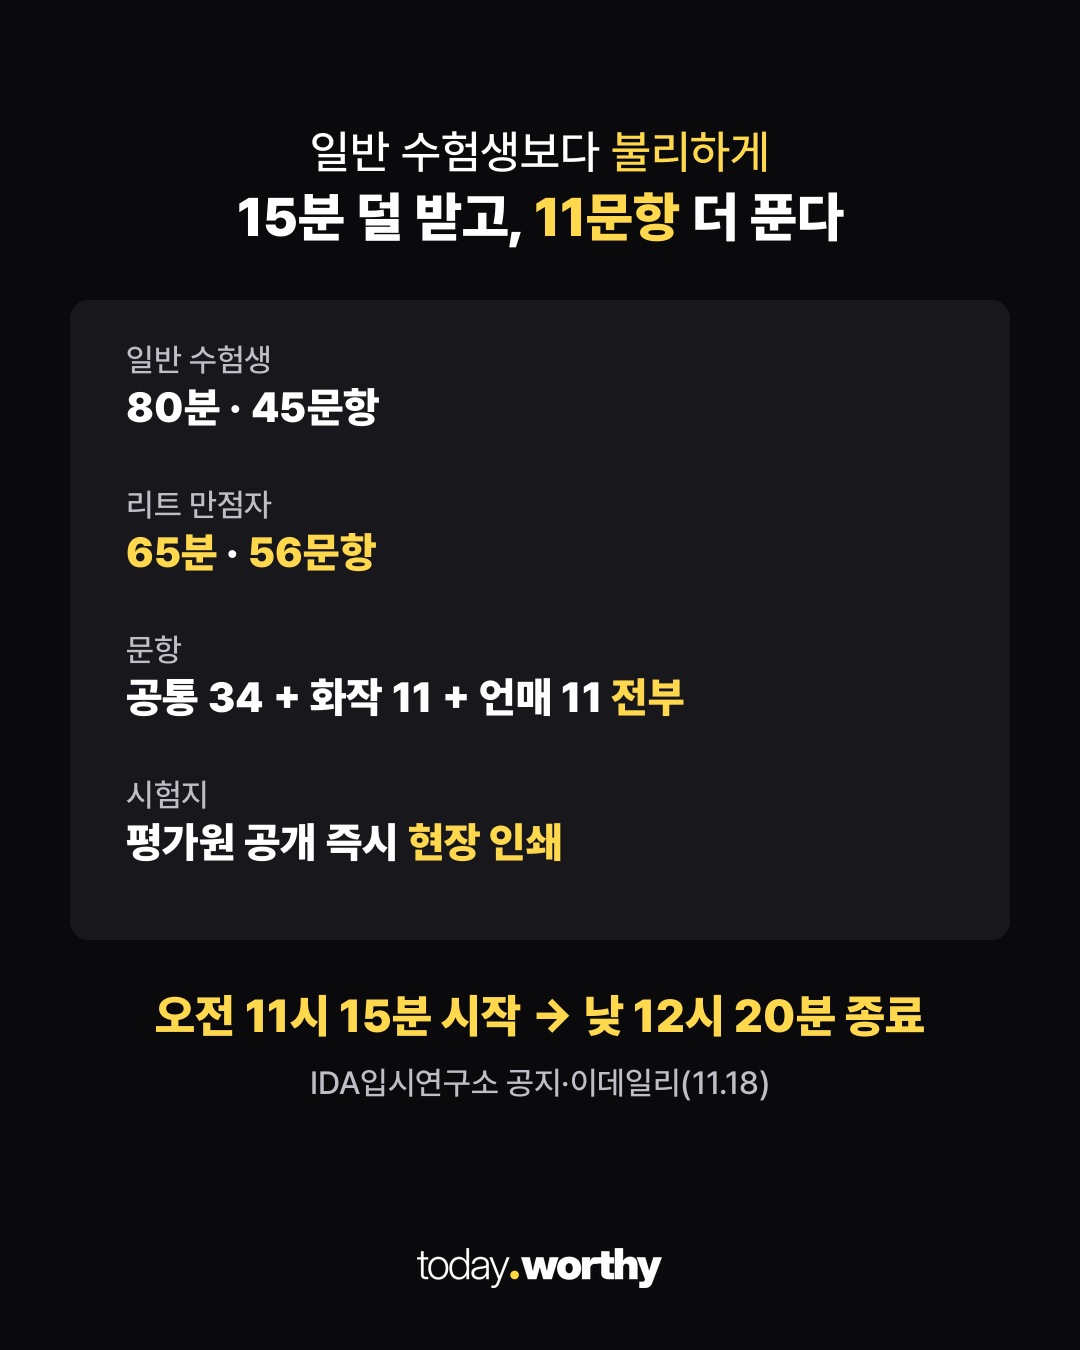 일반 수험생보다 불리하게
15분 덜 받고, 11문항 더 푼다
일반 수험생
80분 · 45문항
리트 만점자
65분 · 56문항
문항
공통 34 + 화작 11 + 언매 11 전부
시험지
평가원 공개 즉시 현장 인쇄
오전 11시 15분 시작 → 낮 12시 20분 종료
IDA입시연구소 공지·이데일리(11.18)
today.worthy